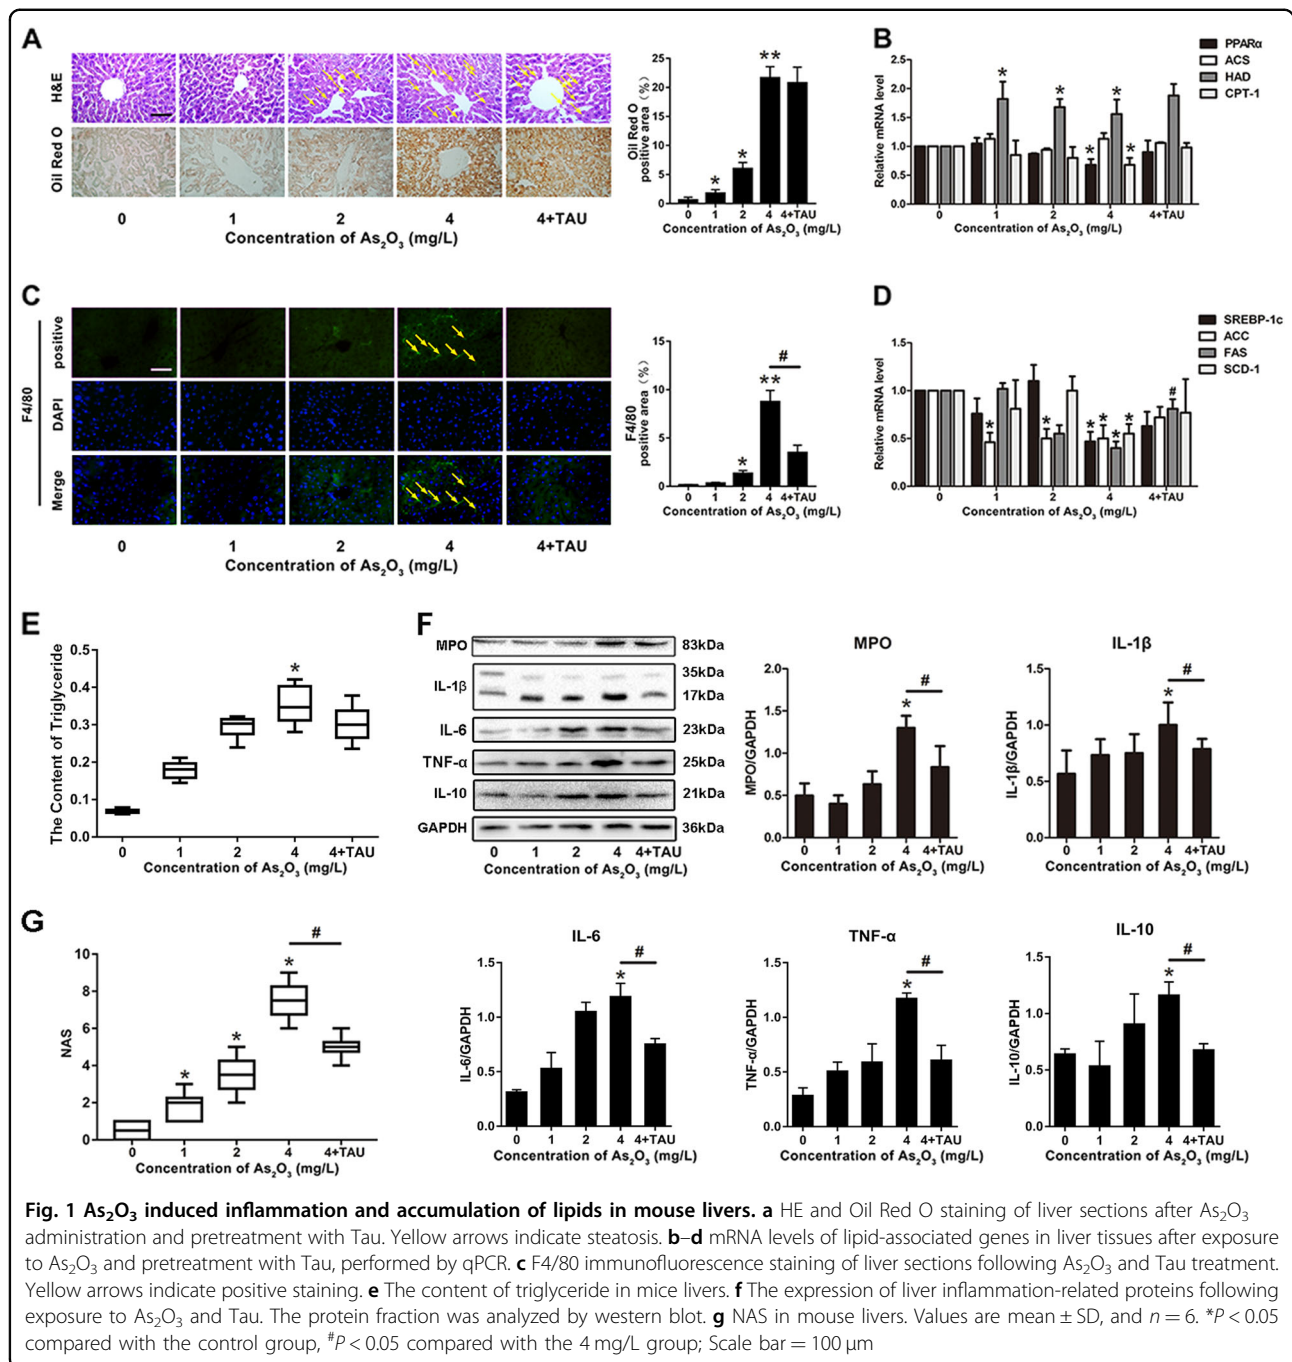 A
H&E
Oil Red O
0 1 2 4 4+TAU
Concentration of As₂O₃ (mg/L)
Oil Red O
positive area (%)
25
20
15
10
5
0
* * **
0 1 2 4 4+TAU
Concentration of As₂O₃ (mg/L)
B
PPARα
ACS
HAD
CPT-1
Relative mRNA level
2.5
2.0
1.5
1.0
0.5
0.0
* * * * *
0 1 2 4 4+TAU
Concentration of As₂O₃ (mg/L)
C
F4/80
positive
DAPI
Merge
0 1 2 4 4+TAU
Concentration of As₂O₃ (mg/L)
F4/80
positive area (%)
15
10
5
0
* ** #
0 1 2 4 4+TAU
Concentration of As₂O₃ (mg/L)
D
SREBP-1c
ACC
FAS
SCD-1
Relative mRNA level
1.5
1.0
0.5
0.0
* * * * * * #
0 1 2 4 4+TAU
Concentration of As₂O₃ (mg/L)
E
The Content of Triglyceride
0.5
0.4
0.3
0.2
0.1
0.0
*
0 1 2 4 4+TAU
Concentration of As₂O₃ (mg/L)
F
MPO 83kDa
IL-1β 35kDa
17kDa
IL-6 23kDa
TNF-α 25kDa
IL-10 21kDa
GAPDH 36kDa
0 1 2 4 4+TAU
Concentration of As₂O₃ (mg/L)
MPO
MPO/GAPDH
2.0
1.5
1.0
0.5
0.0
* #
0 1 2 4 4+TAU
Concentration of As₂O₃ (mg/L)
IL-1β
IL-1β/GAPDH
1.5
1.0
0.5
0.0
* #
0 1 2 4 4+TAU
Concentration of As₂O₃ (mg/L)
G
NAS
10
8
6
4
2
0
* * * #
0 1 2 4 4+TAU
Concentration of As₂O₃ (mg/L)
IL-6
IL-6/GAPDH
1.5
1.0
0.5
0.0
* #
0 1 2 4 4+TAU
Concentration of As₂O₃ (mg/L)
TNF-α
TNF-α/GAPDH
1.5
1.0
0.5
0.0
* #
0 1 2 4 4+TAU
Concentration of As₂O₃ (mg/L)
IL-10
IL-10/GAPDH
1.5
1.0
0.5
0.0
* #
0 1 2 4 4+TAU
Concentration of As₂O₃ (mg/L)
Fig. 1 As₂O₃ induced inflammation and accumulation of lipids in mouse livers. a HE and Oil Red O staining of liver sections after As₂O₃
administration and pretreatment with Tau. Yellow arrows indicate steatosis. b–d mRNA levels of lipid-associated genes in liver tissues after exposure
to As₂O₃ and pretreatment with Tau, performed by qPCR. c F4/80 immunofluorescence staining of liver sections following As₂O₃ and Tau treatment.
Yellow arrows indicate positive staining. e The content of triglyceride in mice livers. f The expression of liver inflammation-related proteins following
exposure to As₂O₃ and Tau. The protein fraction was analyzed by western blot. g NAS in mouse livers. Values are mean ± SD, and n = 6. *P < 0.05
compared with the control group, #P < 0.05 compared with the 4 mg/L group; Scale bar = 100 μm